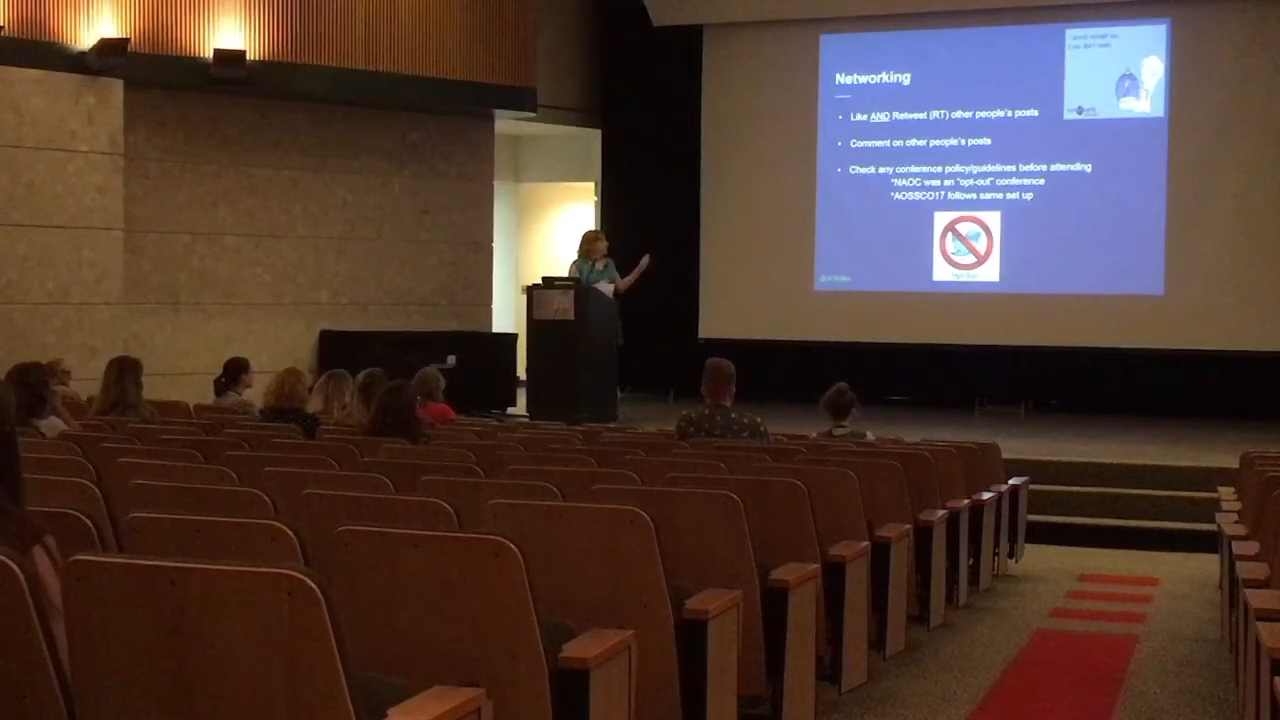 Networking
Like AND Retweet (RT) other people's posts
Comment on other people's posts
Check any conference policy/guidelines before attending
*NAOC was an "opt-out" conference
*AOSSCO17 follows same set up